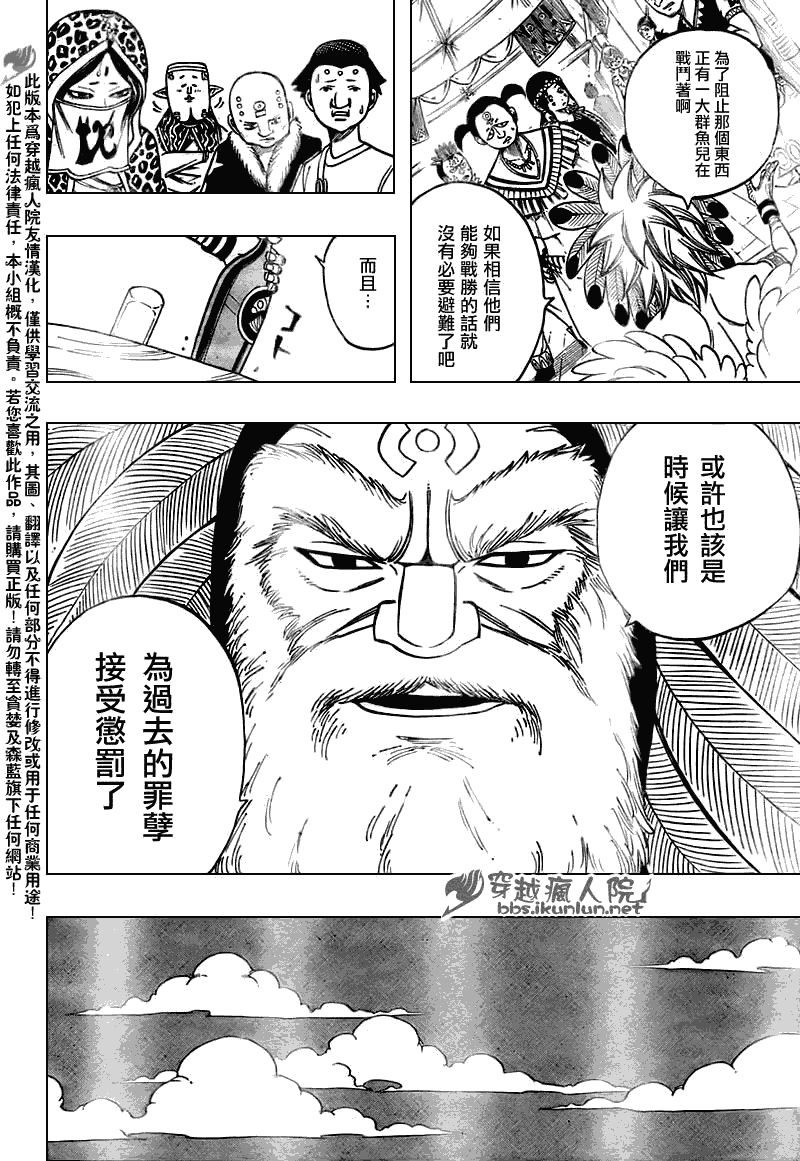 為了阻止那個東西
正有一大群魚兒在
戰鬥著啊
如果相信他們
能夠戰勝的話就
沒有必要避難了吧
而且…
或許也該是
時候讓我們
為過去的罪孽
接受懲罰了
穿越瘋人院
bbs.ikunlun.net
此版本爲穿越瘋人院友情漢化，僅供學習交流之用，其圖、翻譯以及任何部分不得進行修改或用于任何商業用途！
如犯上任何法律責任，本小組概不負責。若您喜歡此作品，請購買正版！請勿轉至貪婪及森藍旗下任何網站！